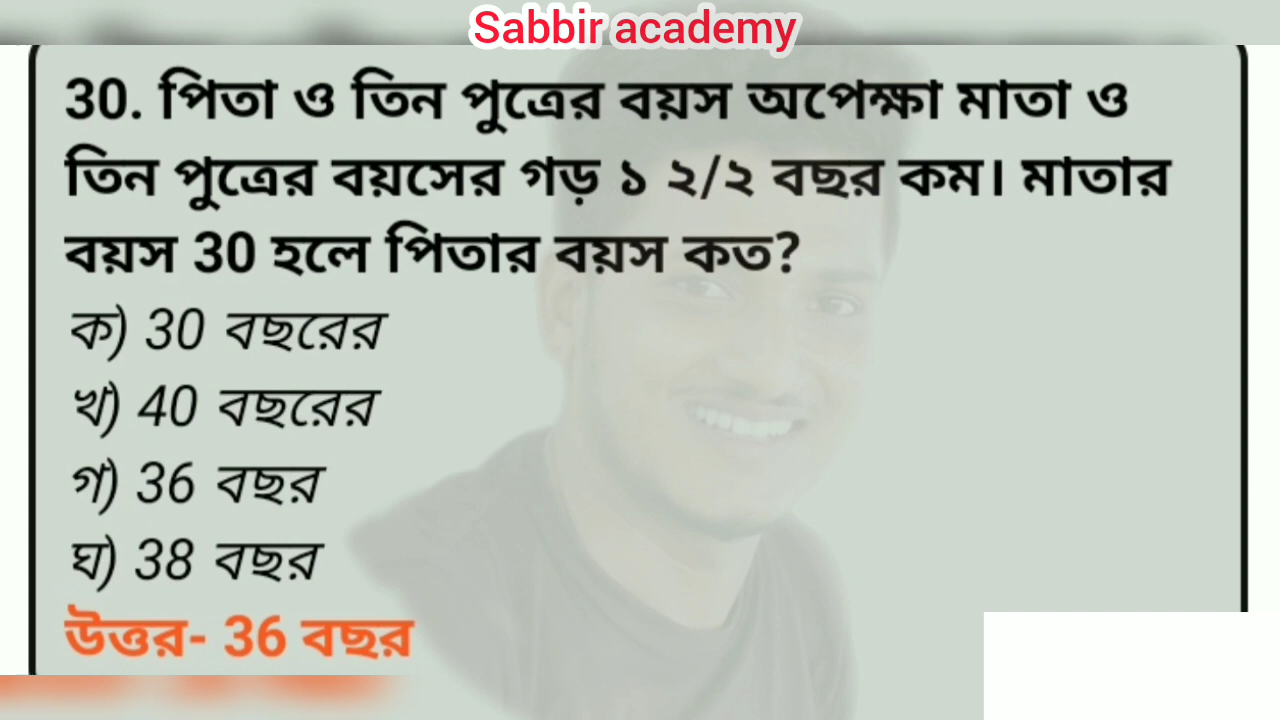 Sabbir academy
30. পিতা ও তিন পুত্রের বয়স অপেক্ষা মাতা ও
তিন পুত্রের বয়সের গড় ১ ২/২ বছর কম। মাতার
বয়স 30 হলে পিতার বয়স কত?
ক) 30 বছরের
খ) 40 বছরের
গ) 36 বছর
ঘ) 38 বছর
উত্তর- 36 বছর